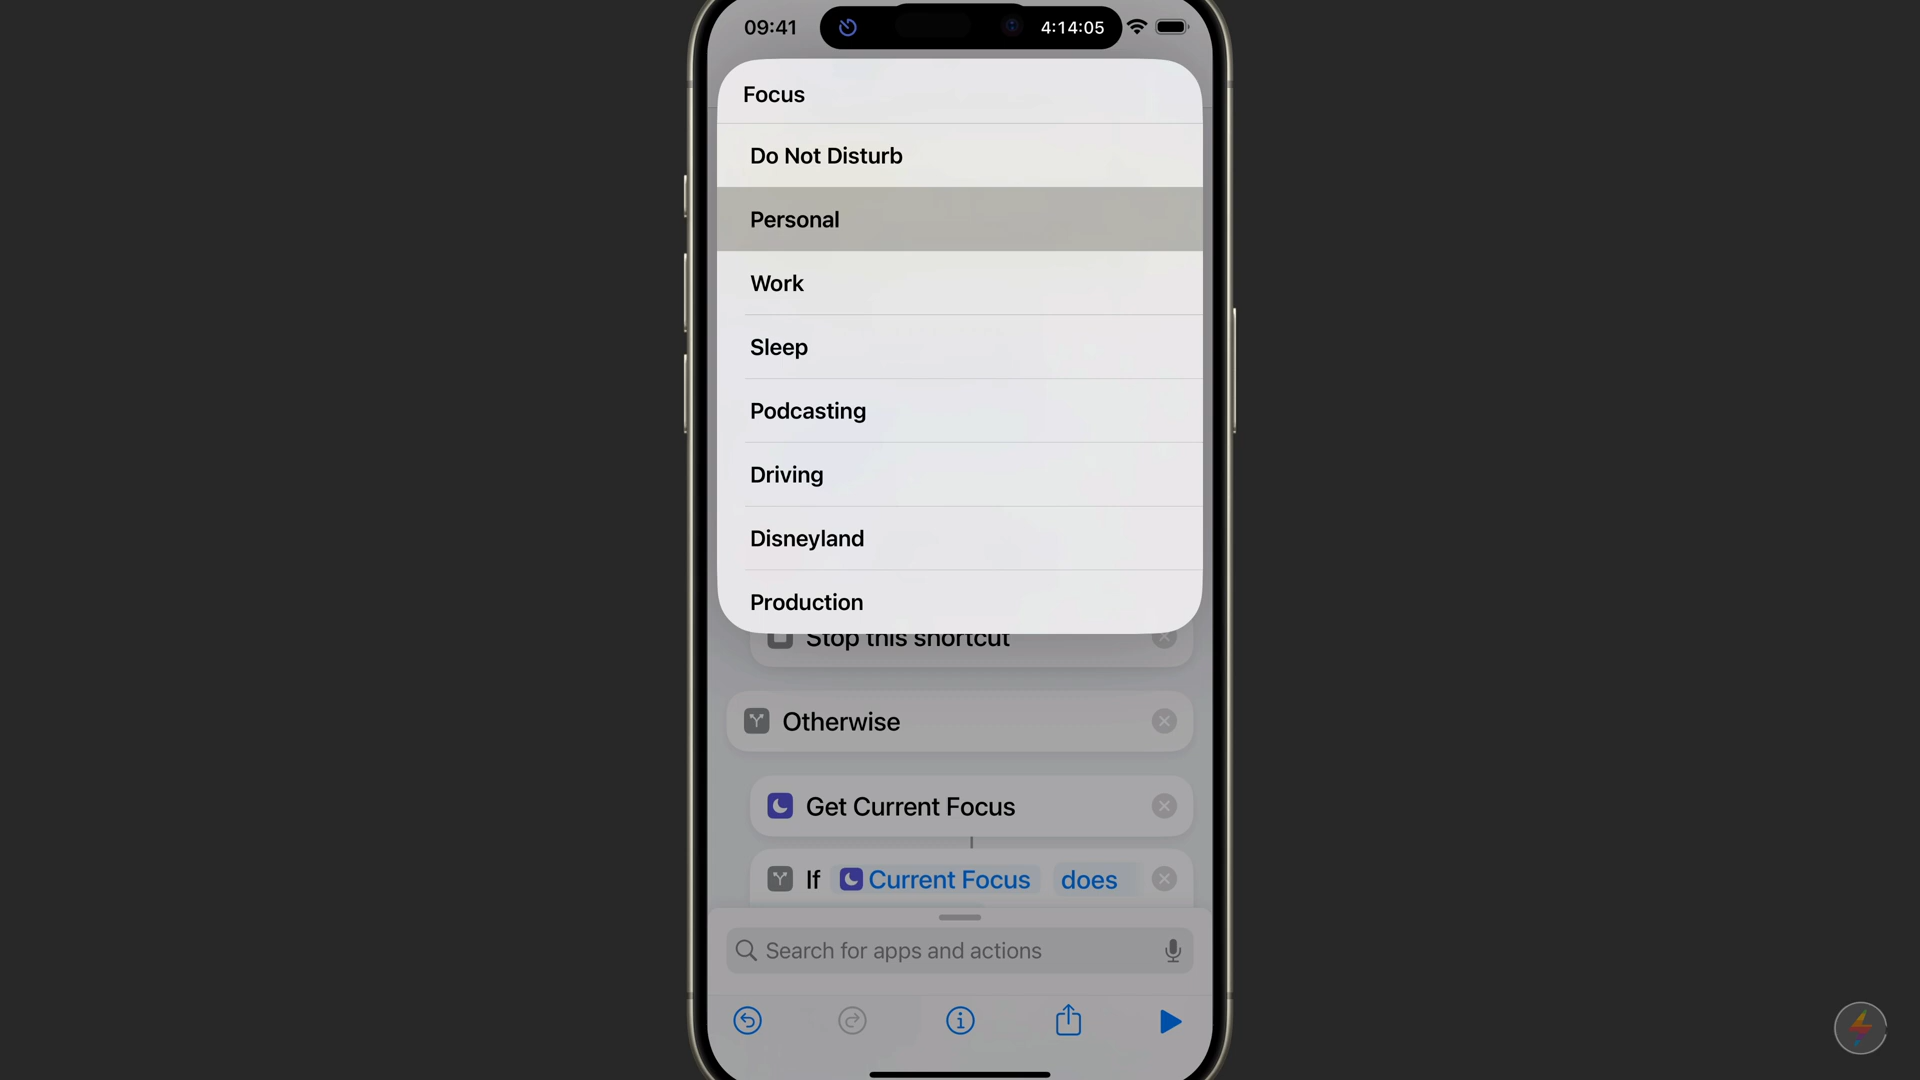 09:41
4:14:05
Focus
Do Not Disturb
Personal
Work
Sleep
Podcasting
Driving
Disneyland
Production
Stop this shortcut
Otherwise
Get Current Focus
If Current Focus does
Search for apps and actions